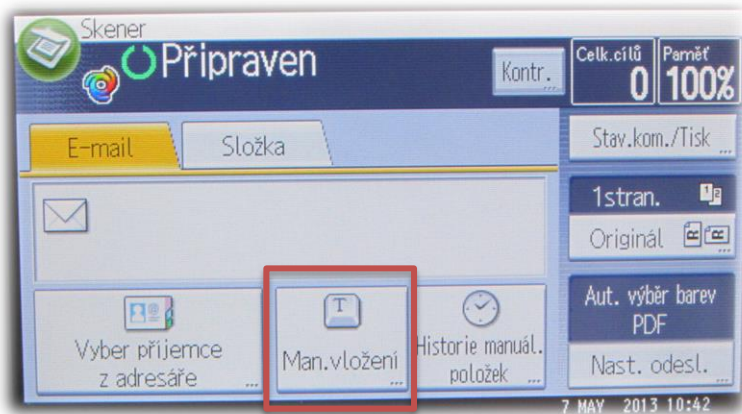 Skener
Připraven
Kontr.
Celk.cílů
0
Paměť
100%
E-mail
Složka
Stav.kom./Tisk
1stran.
Originál
Vyber příjemce
z adresáře
T
Man.vložení
Historie manuál.
položek
Aut. výběr barev
PDF
Nast. odesl.
7 MAY 2013 10:42